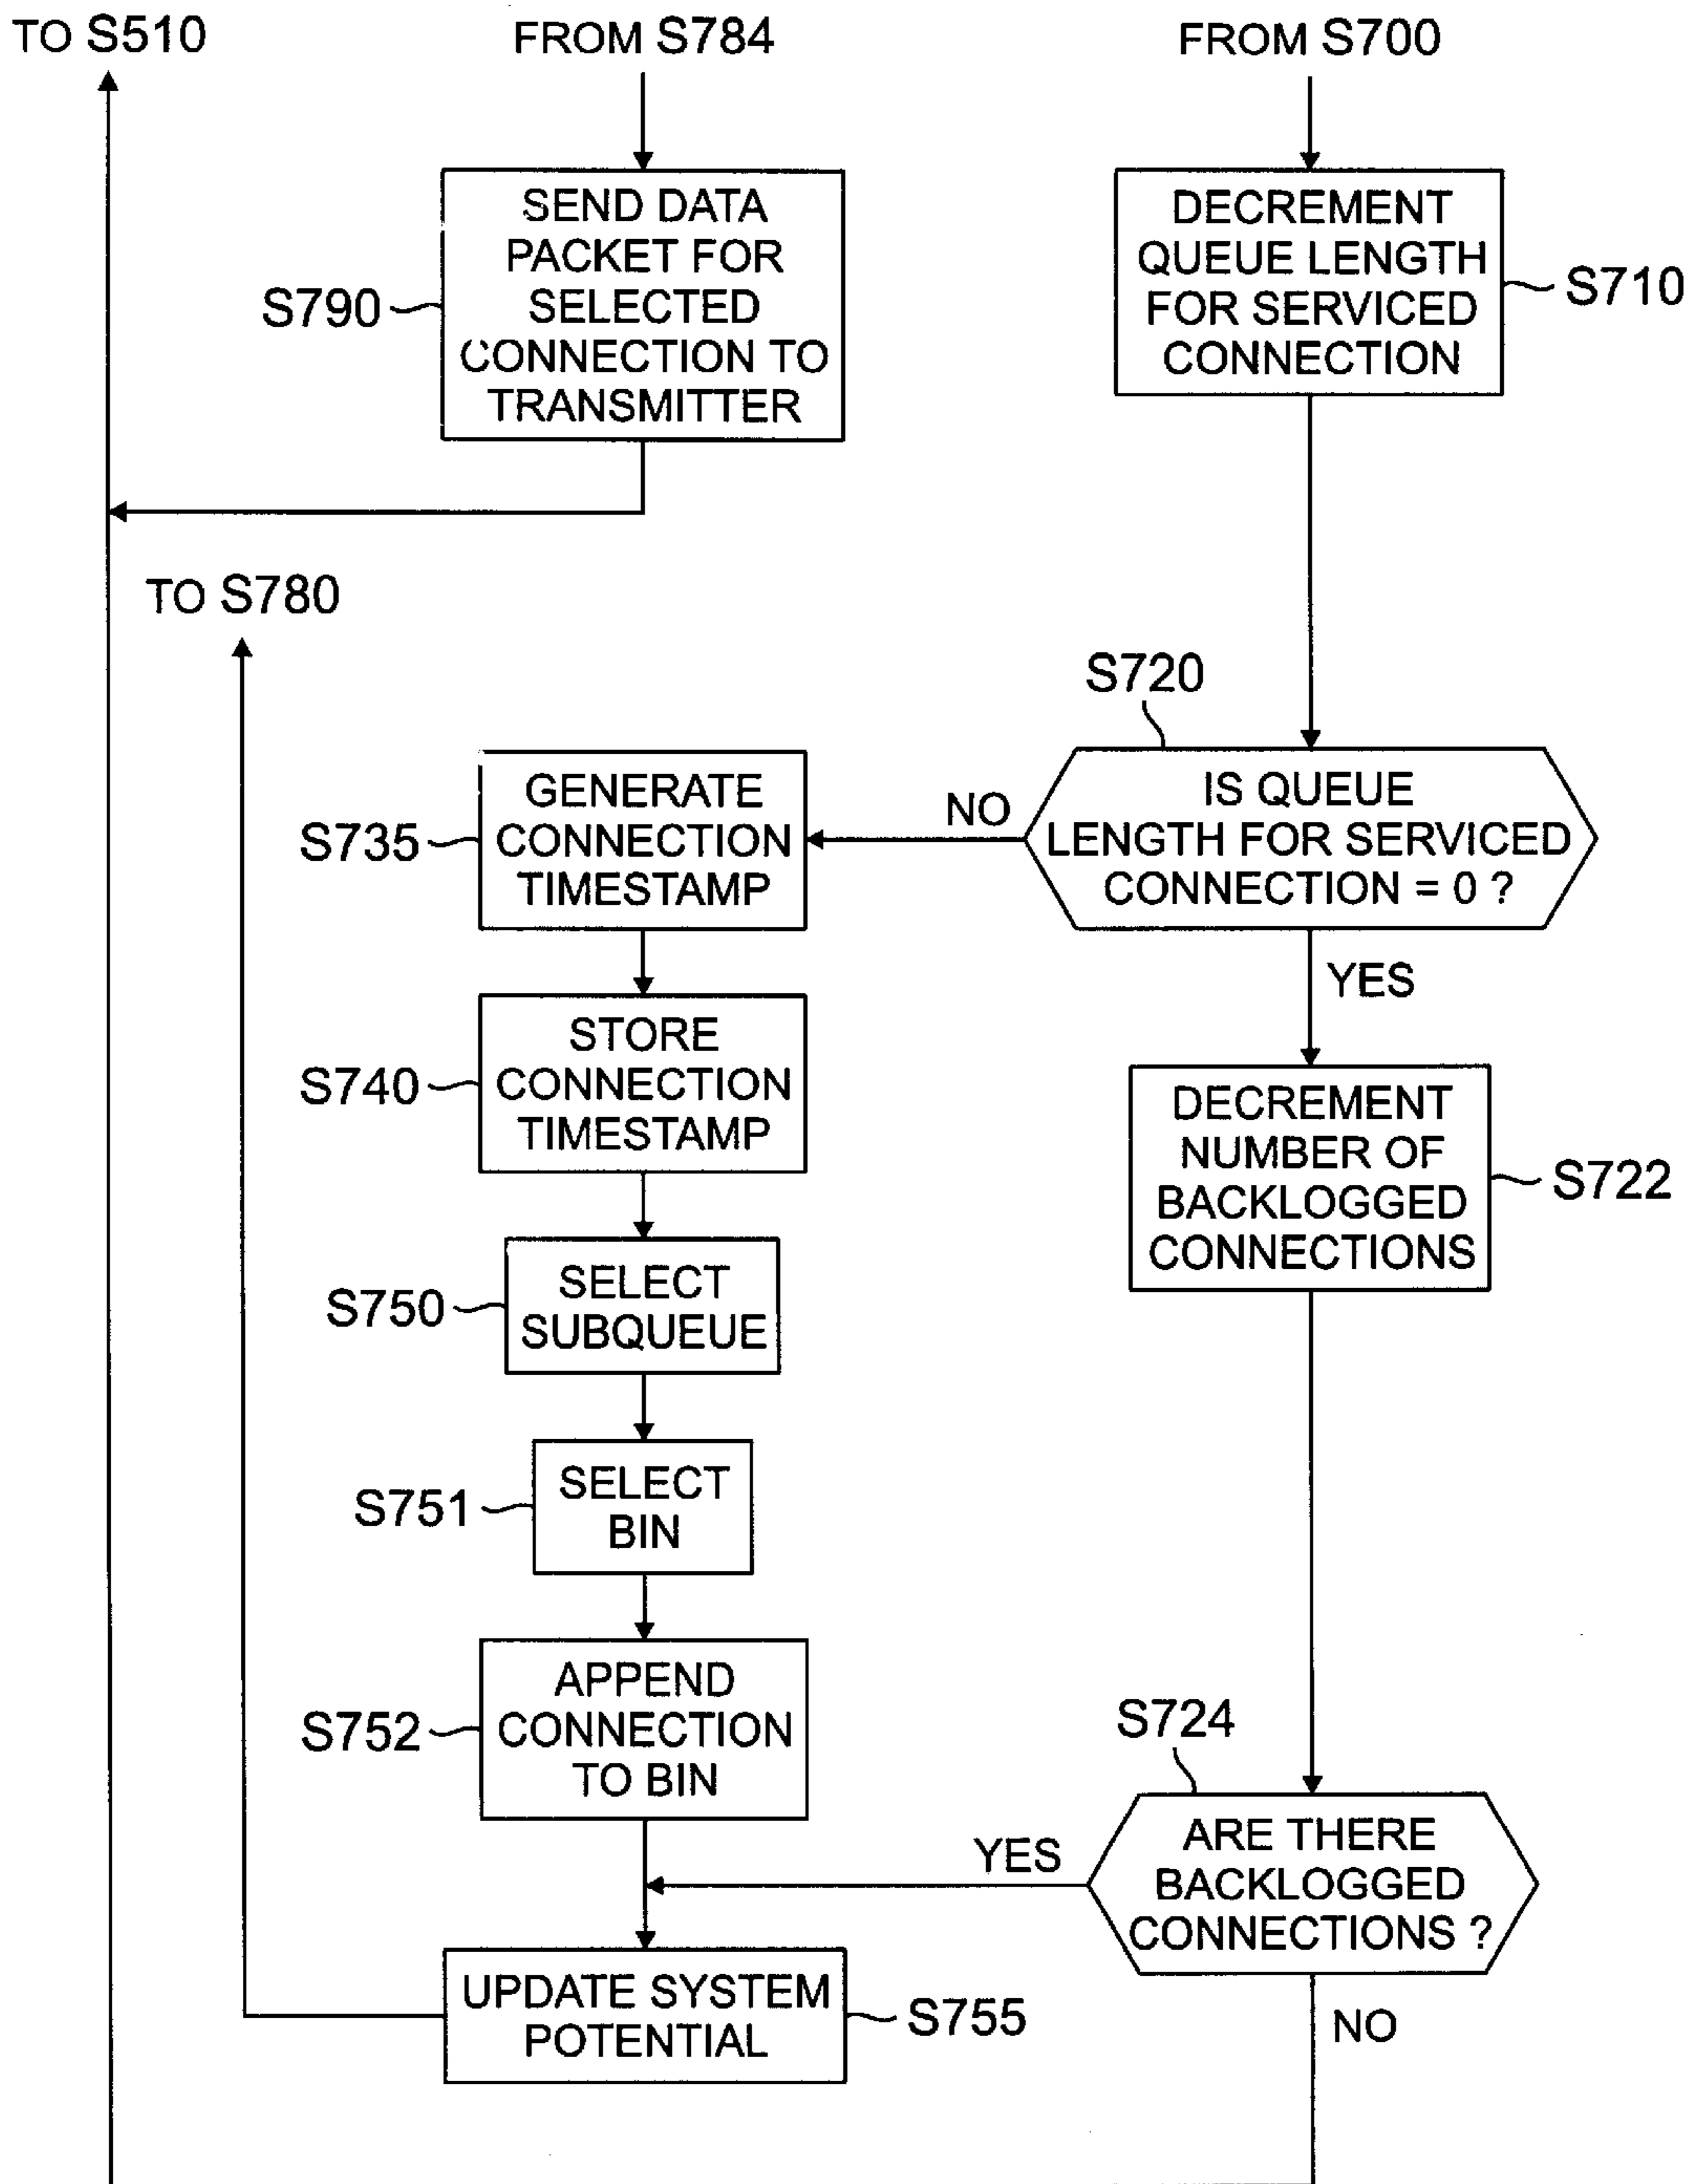 TO S510
FROM S784
FROM S700
SEND DATA
PACKET FOR
SELECTED
CONNECTION TO
TRANSMITTER
S790
DECREMENT
QUEUE LENGTH
FOR SERVICED
CONNECTION
S710
TO S780
S720
IS QUEUE
LENGTH FOR SERVICED
CONNECTION = 0 ?
NO
YES
GENERATE
CONNECTION
TIMESTAMP
S735
STORE
CONNECTION
TIMESTAMP
S740
DECREMENT
NUMBER OF
BACKLOGGED
CONNECTIONS
S722
SELECT
SUBQUEUE
S750
SELECT
BIN
S751
APPEND
CONNECTION
TO BIN
S752
S724
ARE THERE
BACKLOGGED
CONNECTIONS ?
YES
NO
UPDATE SYSTEM
POTENTIAL
S755